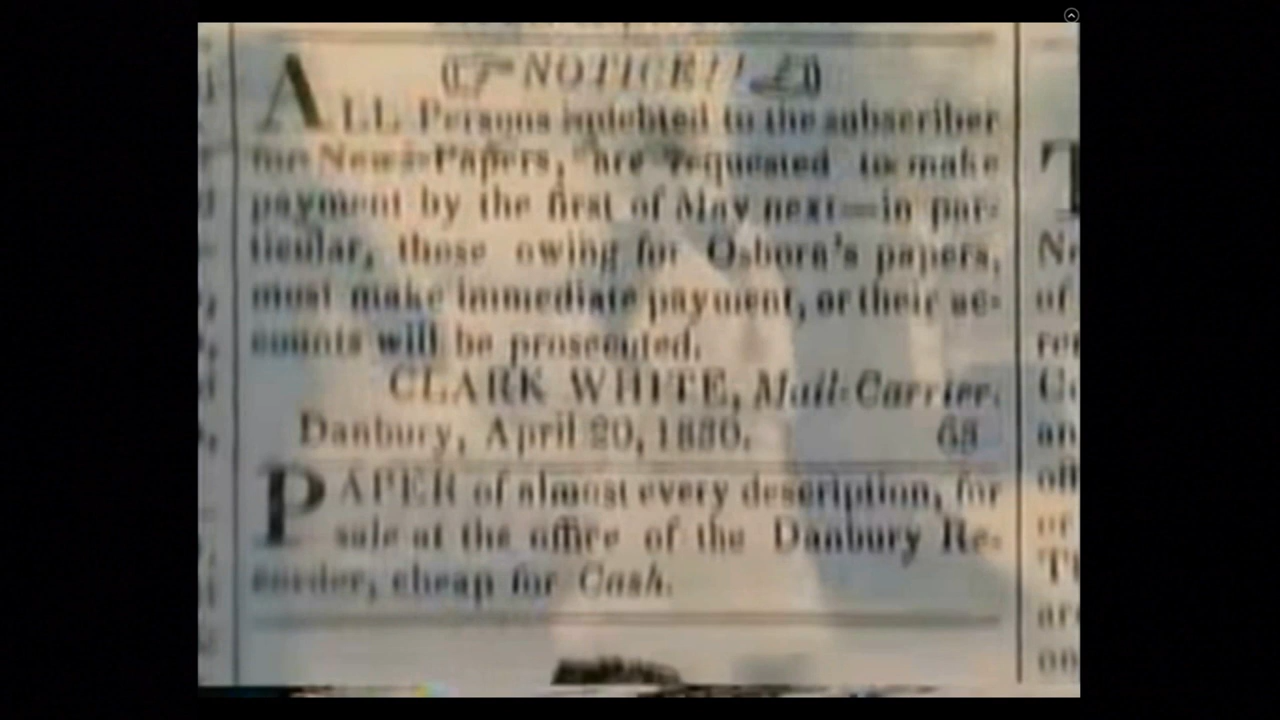 NOTICE!!
ALL Persons indebted to the subscriber
for News-Papers, are requested to make
payment by the first of May next—in par-
ticular, those owing for Osborn's papers,
must make immediate payment, or their ac-
counts will be prosecuted.
CLARK WHITE, Mail-Carrier.
Danbury, April 20, 1830. 63
PAPER of almost every description, for
sale at the office of the Danbury Re-
corder, cheap for Cash.